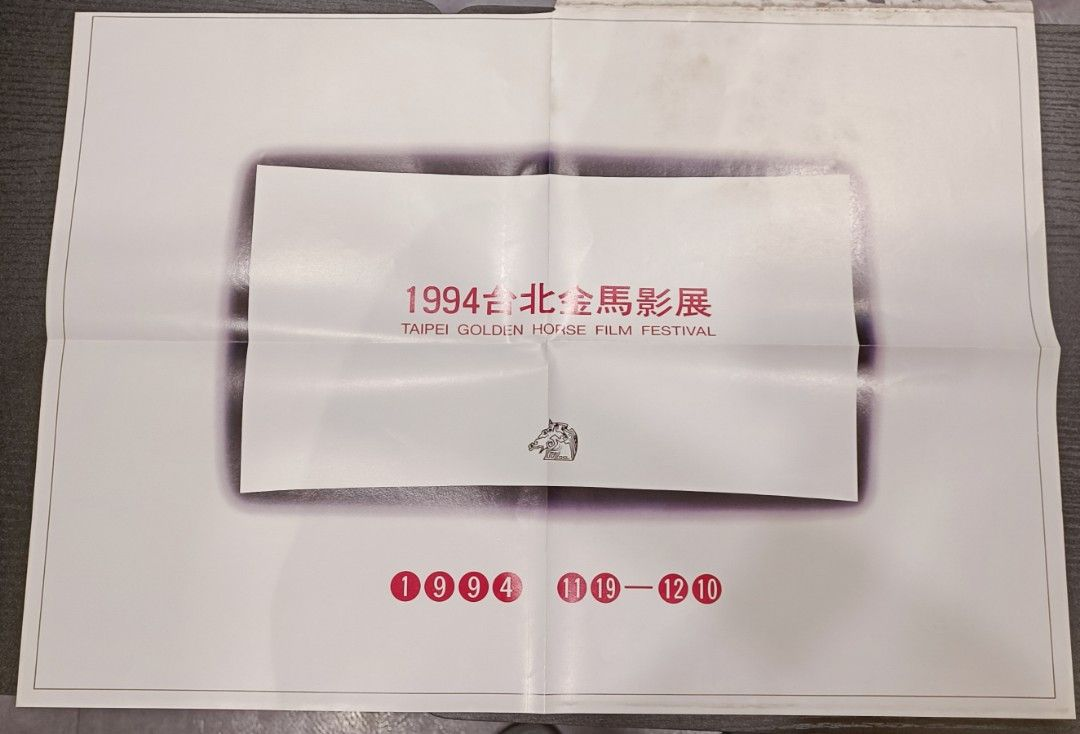 1994台北金馬影展
TAIPEI GOLDEN HORSE FILM FESTIVAL
1994 11 19—12 10